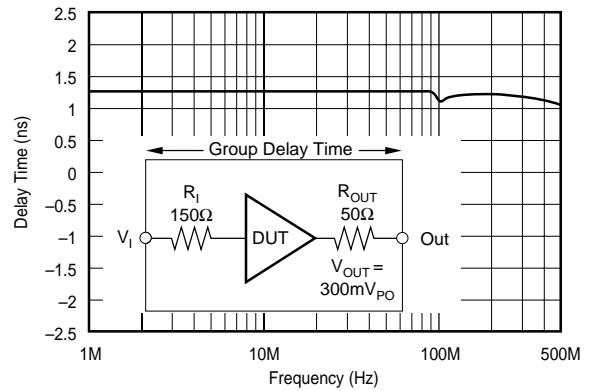 2.5
2
1.5
1
0.5
0
–0.5
–1
–1.5
–2
–2.5
Delay Time (ns)
Group Delay Time
R_I
150Ω
R_OUT
50Ω
V_I
DUT
Out
V_OUT =
300mV_PO
1M
10M
100M
500M
Frequency (Hz)